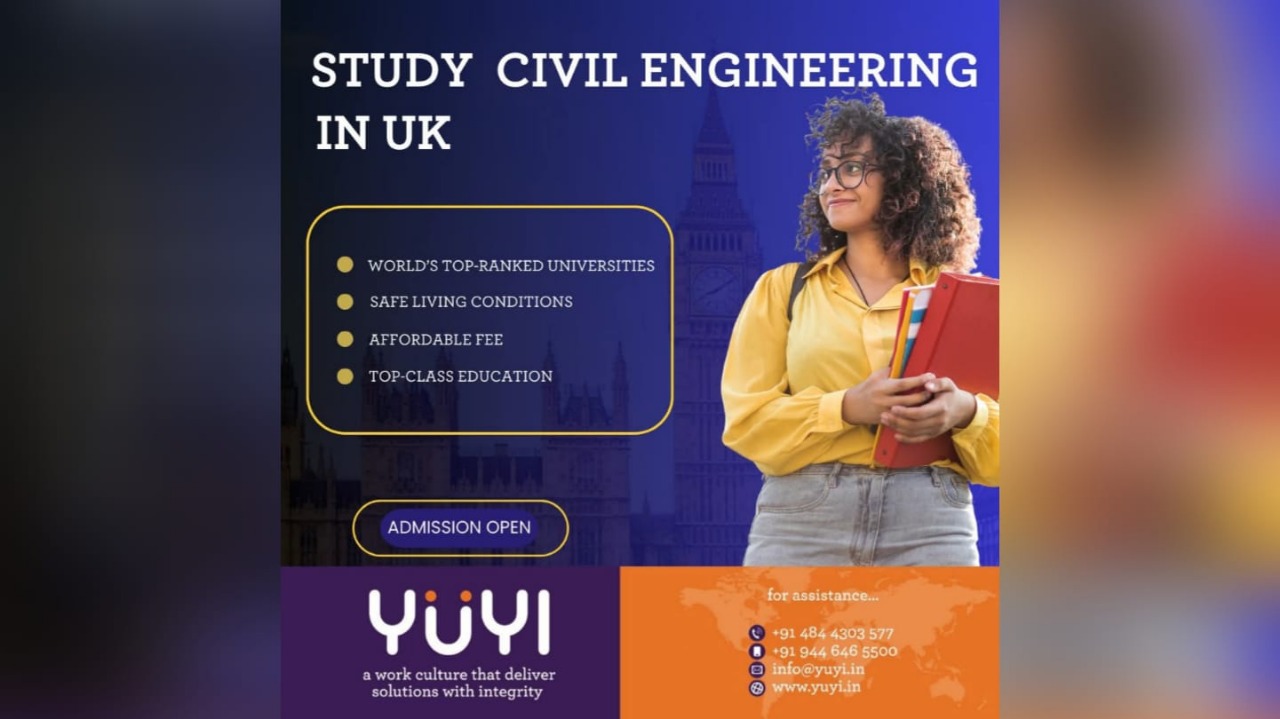 STUDY CIVIL ENGINEERING
IN UK
WORLD'S TOP-RANKED UNIVERSITIES
SAFE LIVING CONDITIONS
AFFORDABLE FEE
TOP-CLASS EDUCATION
ADMISSION OPEN
YÜYI
a work culture that deliver
solutions with integrity
for assistance...
+91 484 4303 577
+91 944 646 5500
info@yuyi.in
www.yuyi.in